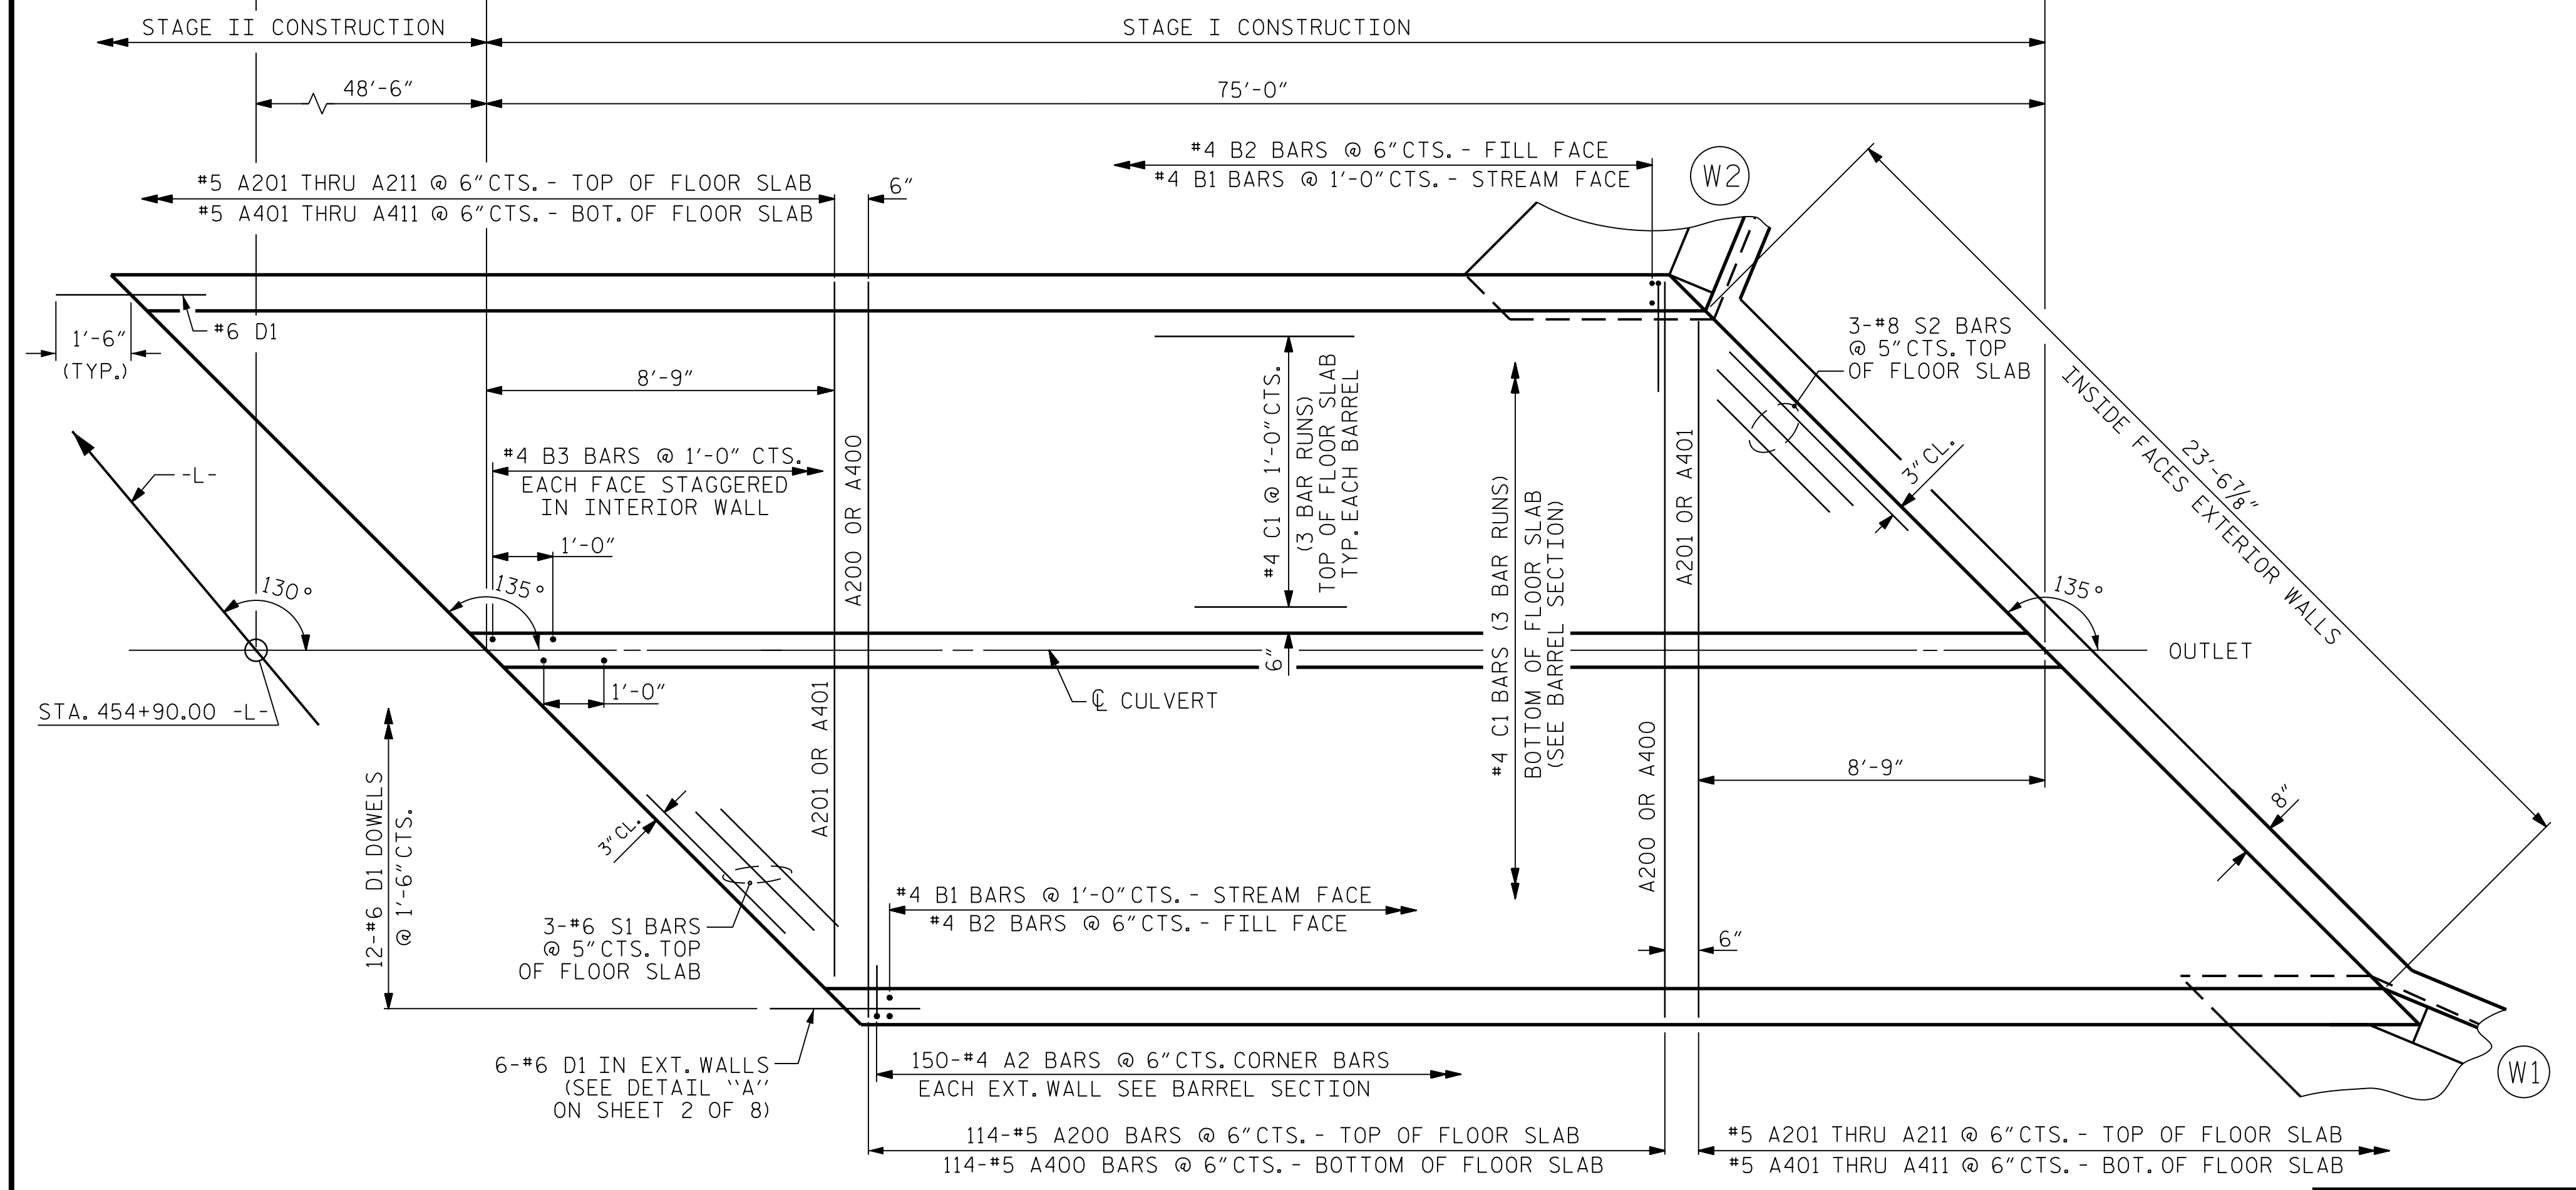 STAGE II CONSTRUCTION
STAGE I CONSTRUCTION
48'-6"
75'-0"
#4 B2 BARS @ 6"CTS. - FILL FACE
#4 B1 BARS @ 1'-0"CTS. - STREAM FACE
W2
#5 A201 THRU A211 @ 6"CTS. - TOP OF FLOOR SLAB
#5 A401 THRU A411 @ 6"CTS. - BOT. OF FLOOR SLAB
6"
#6 D1
1'-6"
(TYP.)
8'-9"
3-#8 S2 BARS
@ 5"CTS. TOP
OF FLOOR SLAB
INSIDE FACES EXTERIOR WALLS
23'-6⅞"
3"CL.
-L-
#4 B3 BARS @ 1'-0" CTS.
EACH FACE STAGGERED
IN INTERIOR WALL
1'-0"
A200 OR A400
#4 C1 @ 1'-0"CTS.
(3 BAR RUNS)
TOP OF FLOOR SLAB
TYP. EACH BARREL
#4 C1 BARS (3 BAR RUNS)
BOTTOM OF FLOOR SLAB
(SEE BARREL SECTION)
A201 OR A401
130°
135°
135°
OUTLET
6"
1'-0"
℄ CULVERT
STA. 454+90.00 -L-
A201 OR A401
A200 OR A400
8'-9"
8"
12-#6 D1 DOWELS
@ 1'-6"CTS.
3"CL.
3-#6 S1 BARS
@ 5"CTS. TOP
OF FLOOR SLAB
#4 B1 BARS @ 1'-0"CTS. - STREAM FACE
#4 B2 BARS @ 6"CTS. - FILL FACE
6"
6-#6 D1 IN EXT. WALLS
(SEE DETAIL "A"
ON SHEET 2 OF 8)
150-#4 A2 BARS @ 6"CTS. CORNER BARS
EACH EXT. WALL SEE BARREL SECTION
W1
114-#5 A200 BARS @ 6"CTS. - TOP OF FLOOR SLAB
114-#5 A400 BARS @ 6"CTS. - BOTTOM OF FLOOR SLAB
#5 A201 THRU A211 @ 6"CTS. - TOP OF FLOOR SLAB
#5 A401 THRU A411 @ 6"CTS. - BOT. OF FLOOR SLAB